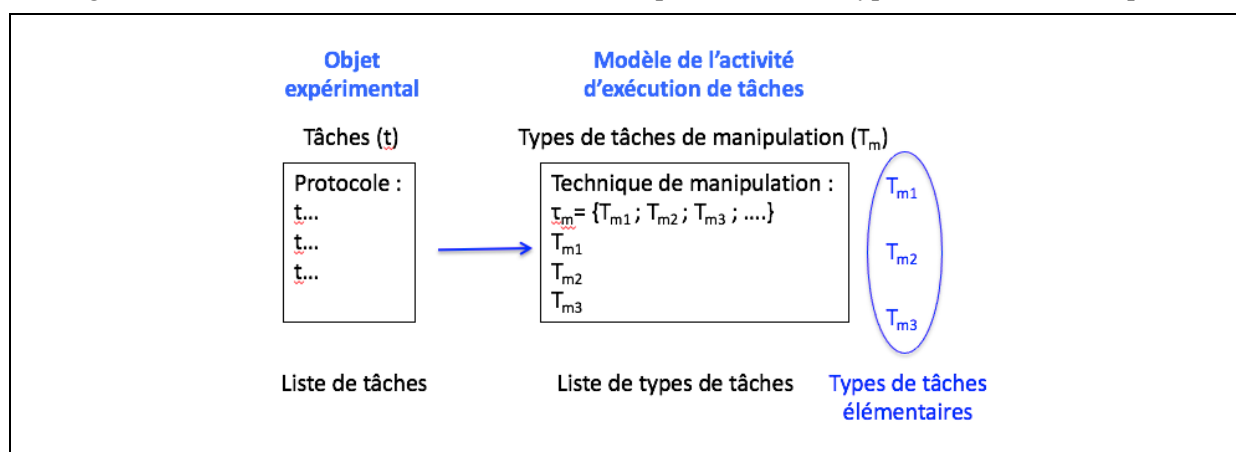 Objet
expérimental
Modèle de l’activité
d’exécution de tâches
Tâches (t)
Types de tâches de manipulation (Tm)
Protocole :
t...
t...
t...
Technique de manipulation :
τm= {Tm1 ; Tm2 ; Tm3 ; ....}
Tm1
Tm2
Tm3
Tm1
Tm2
Tm3
Liste de tâches
Liste de types de tâches
Types de tâches
élémentaires